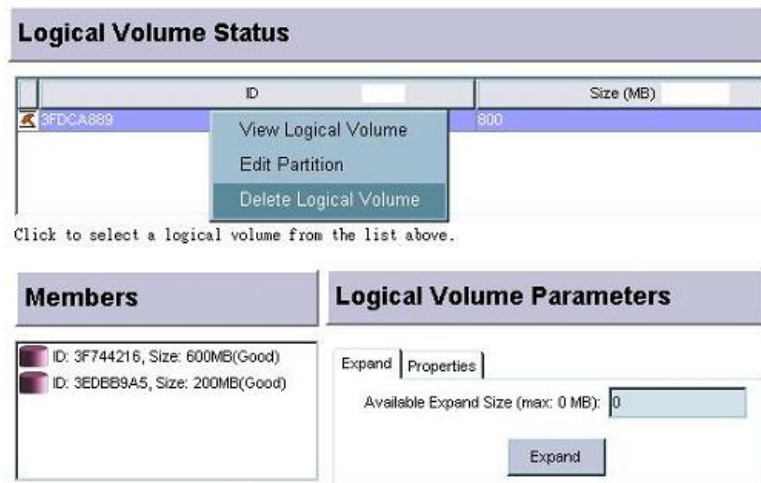 Logical Volume Status
ID Size (MB)
3FDCA889 800
View Logical Volume
Edit Partition
Delete Logical Volume
Click to select a logical volume from the list above.
Members
Logical Volume Parameters
ID: 3F744216, Size: 600MB(Good)
ID: 3EDBB9A5, Size: 200MB(Good)
Expand Properties
Available Expand Size (max: 0 MB): 0
Expand